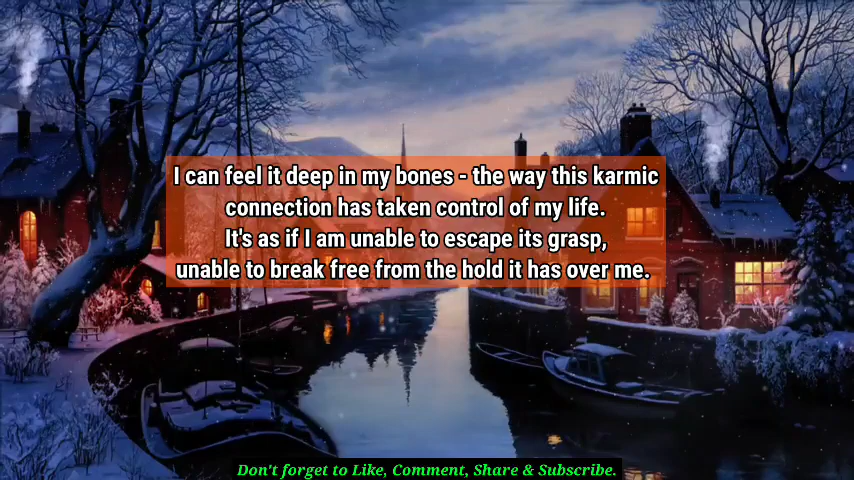 I can feel it deep in my bones - the way this karmic
connection has taken control of my life.
It's as if I am unable to escape its grasp,
unable to break free from the hold it has over me.
Don't forget to Like, Comment, Share & Subscribe.